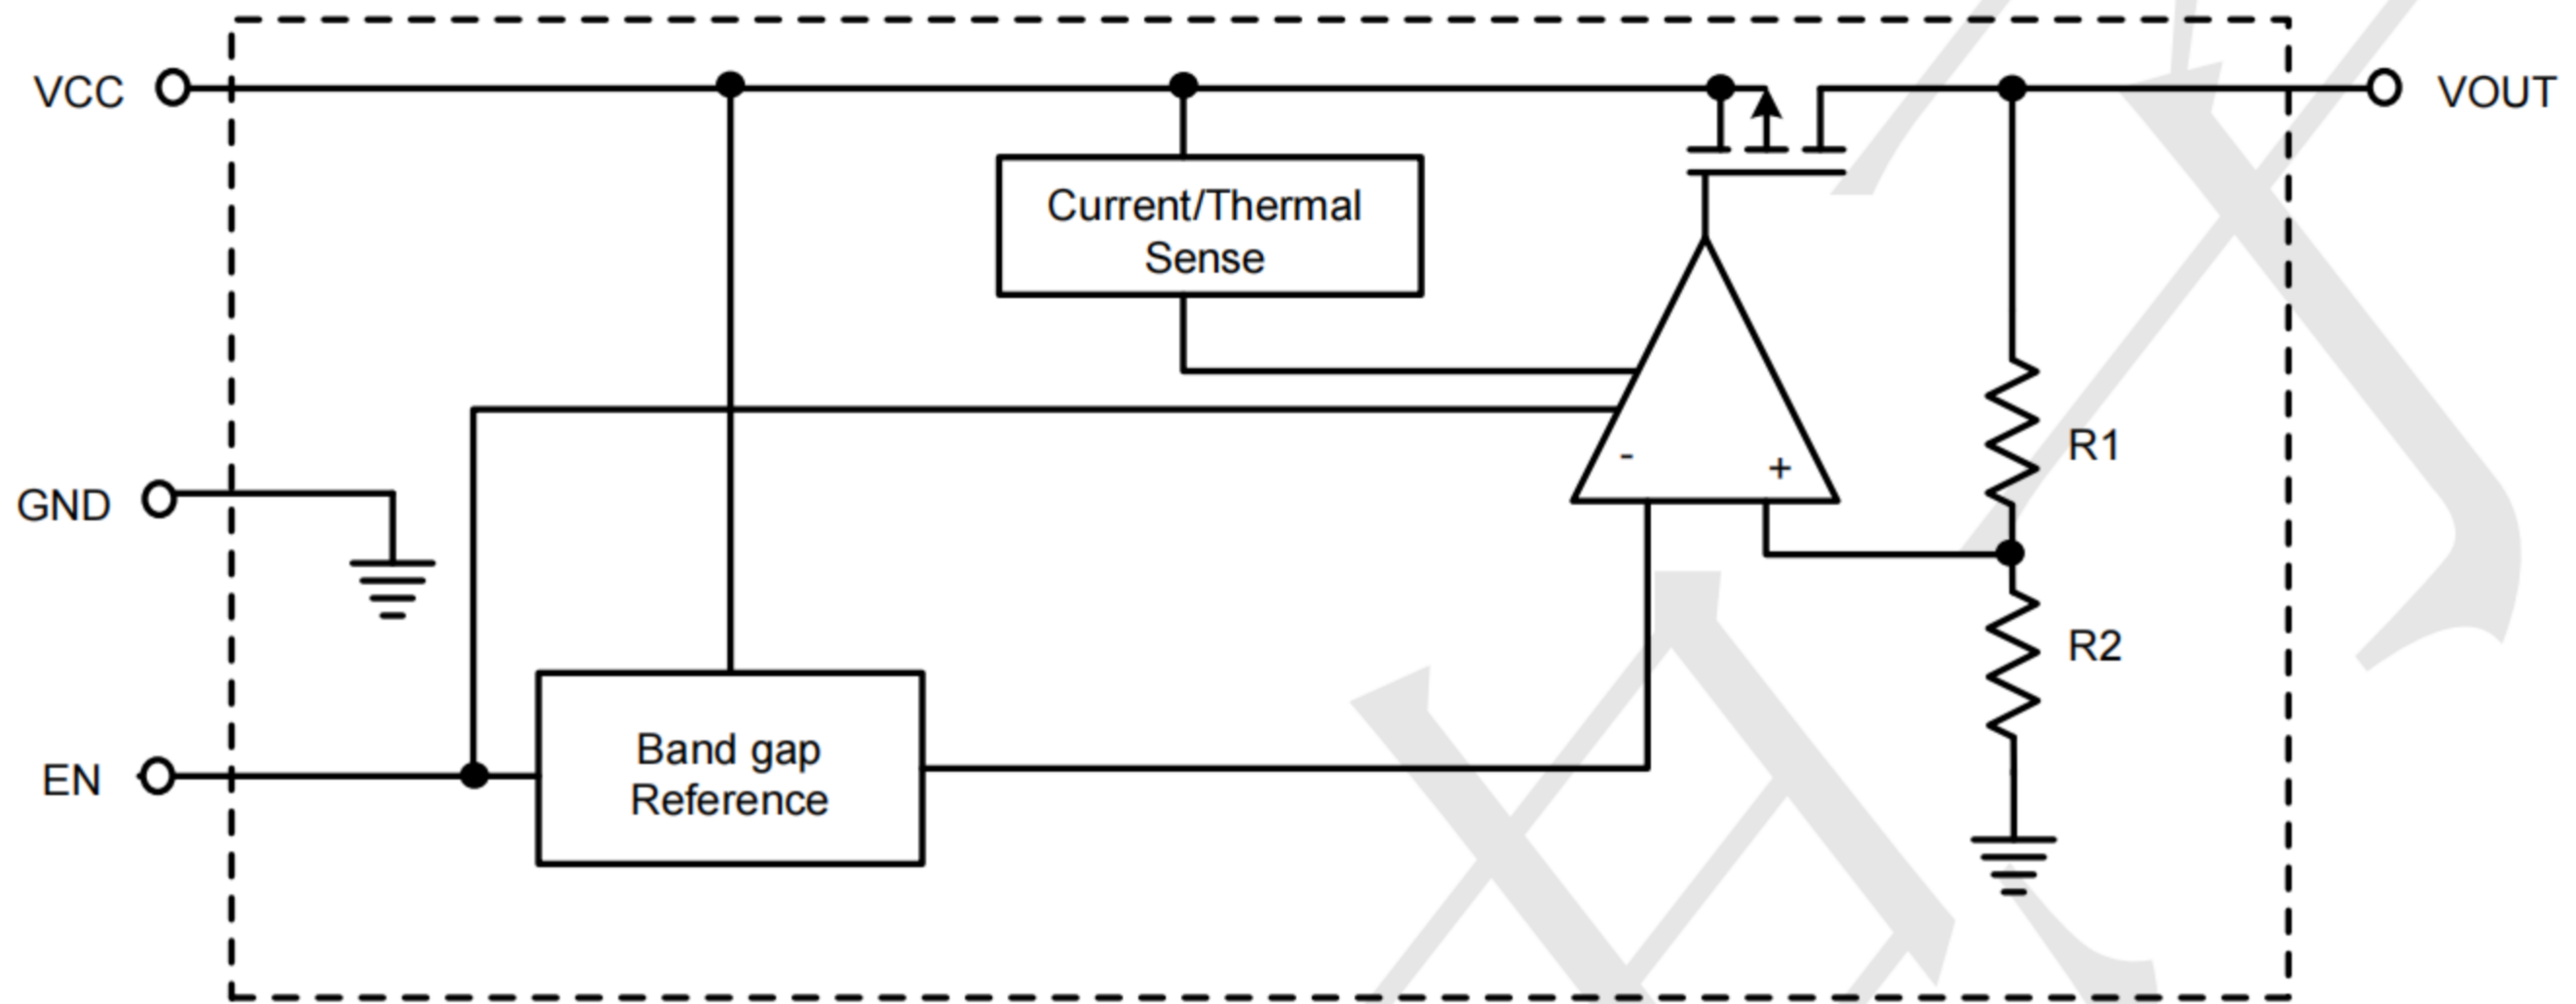 VCC
VOUT
Current/Thermal
Sense
R1
- +
GND
R2
EN
Band gap
Reference